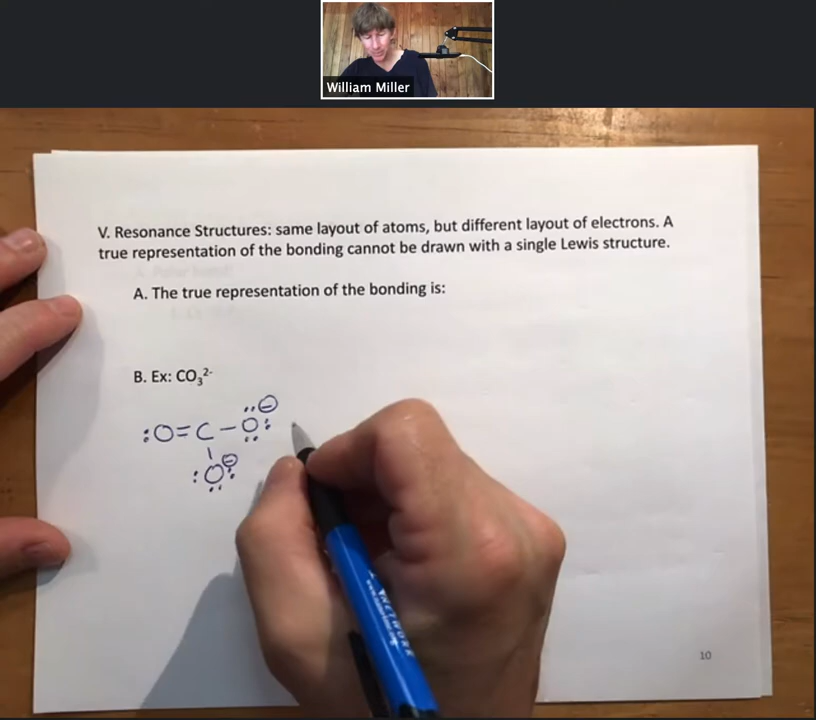 William Miller
V. Resonance Structures: same layout of atoms, but different layout of electrons. A
true representation of the bonding cannot be drawn with a single Lewis structure.
A. The true representation of the bonding is:
B. Ex: CO₃²⁻
:O=C–O:⊖
:O:⊖
NETWORK
10